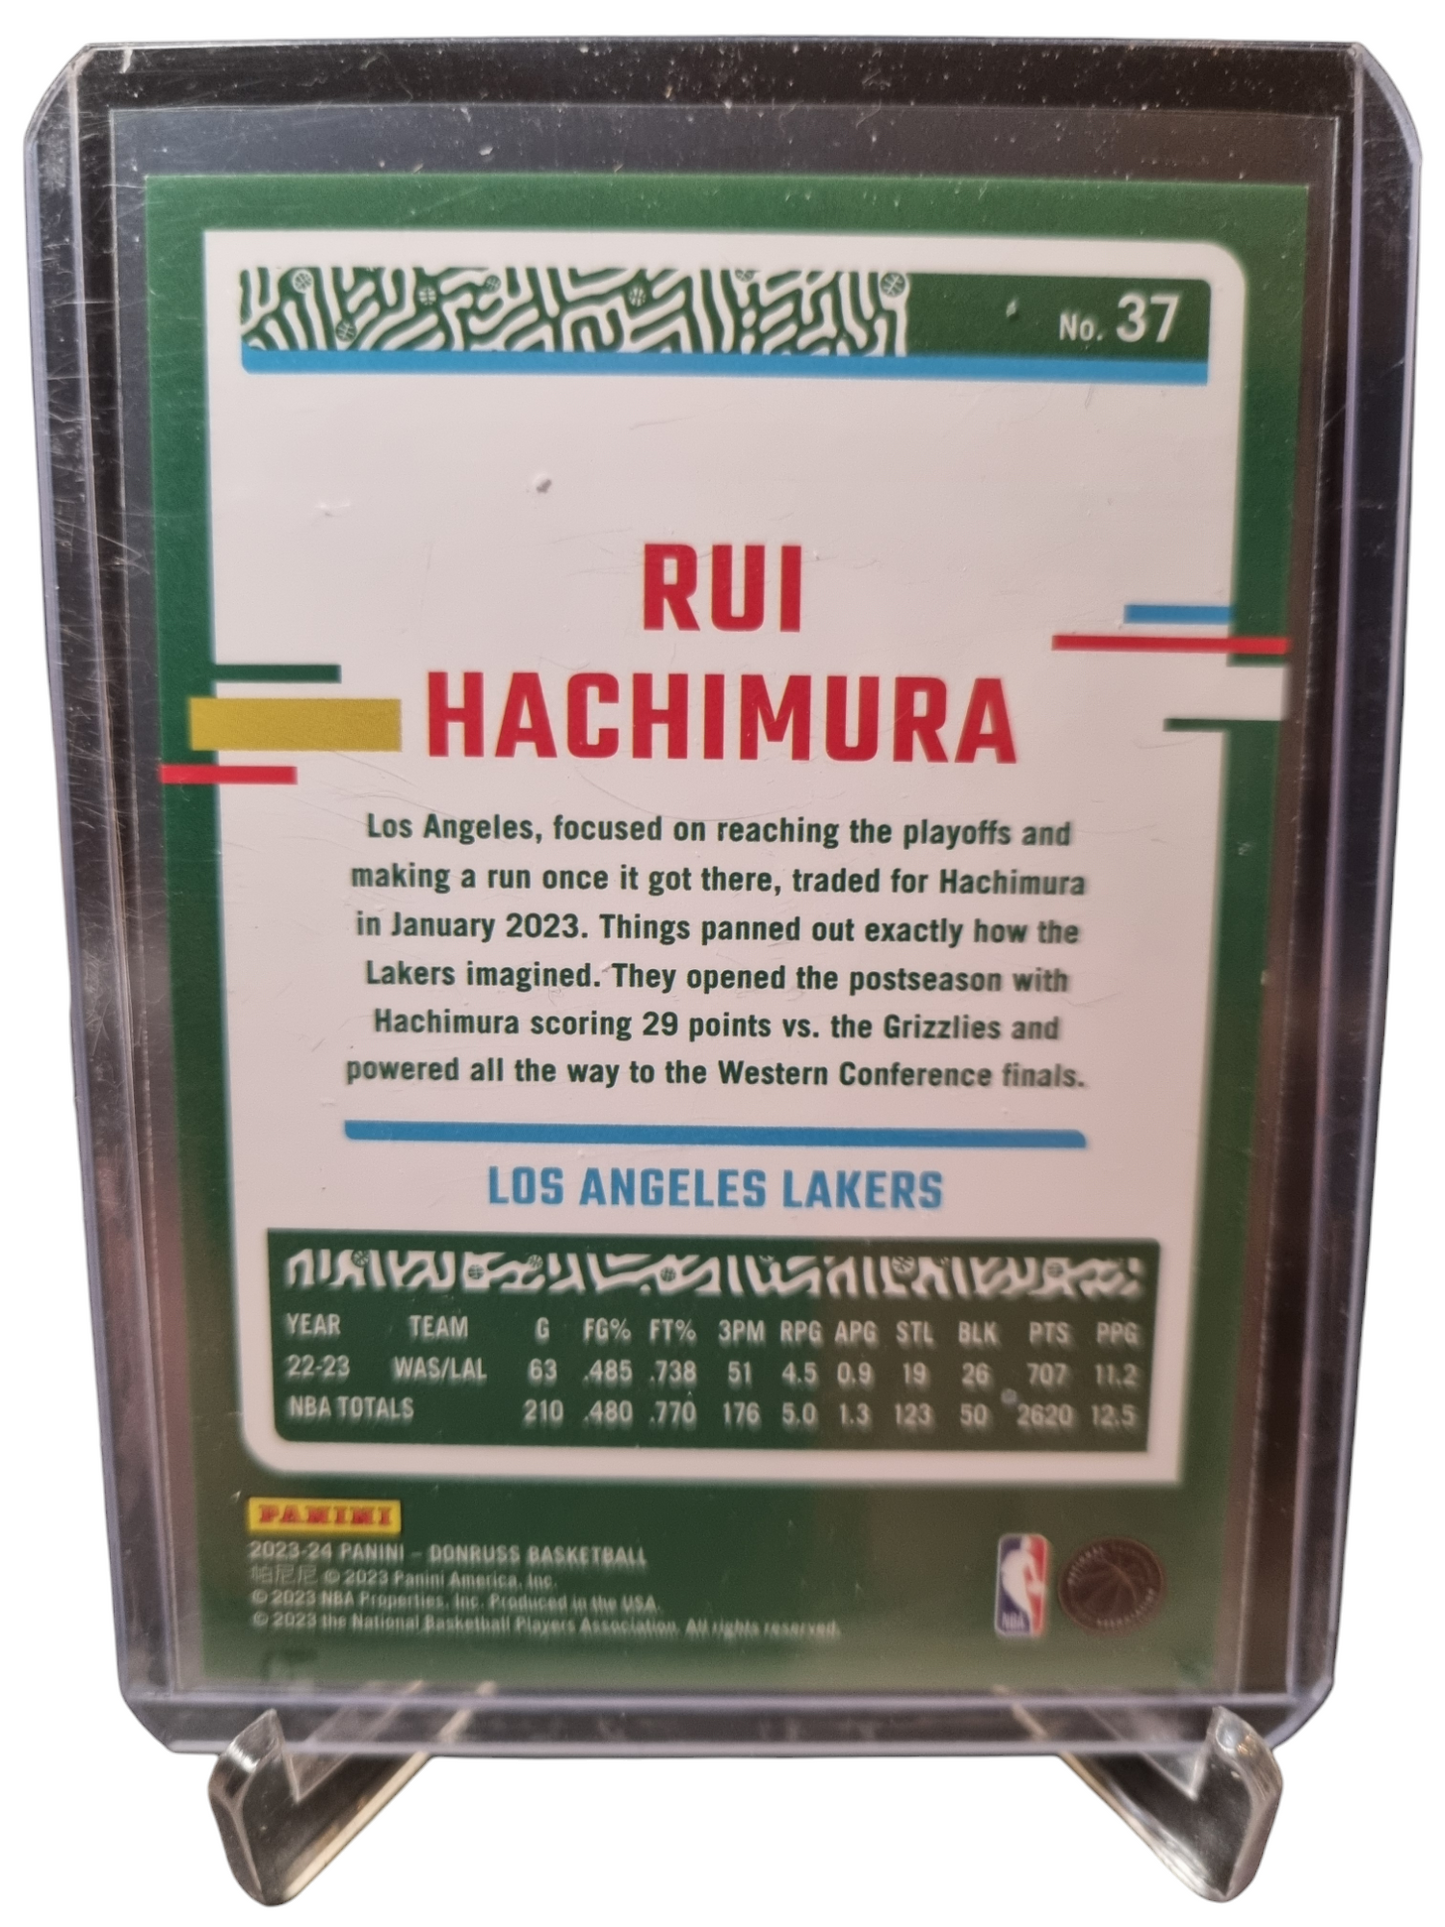 No. 37
RUI
HACHIMURA
Los Angeles, focused on reaching the playoffs and
making a run once it got there, traded for Hachimura
in January 2023. Things panned out exactly how the
Lakers imagined. They opened the postseason with
Hachimura scoring 29 points vs. the Grizzlies and
powered all the way to the Western Conference finals.
LOS ANGELES LAKERS
YEAR TEAM G FG% FT% 3PM RPG APG STL BLK PTS PPG
22-23 WAS/LAL 63 .485 .738 51 4.5 0.9 19 26 707 11.2
NBA TOTALS 210 .480 .770 176 5.0 1.3 123 50 2620 12.5
PANINI
2023-24 PANINI – DONRUSS BASKETBALL
帕尼尼 © 2023 Panini America, Inc.
© 2023 NBA Properties, Inc. Produced in the USA.
© 2023 the National Basketball Players Association. All rights reserved.
NBA